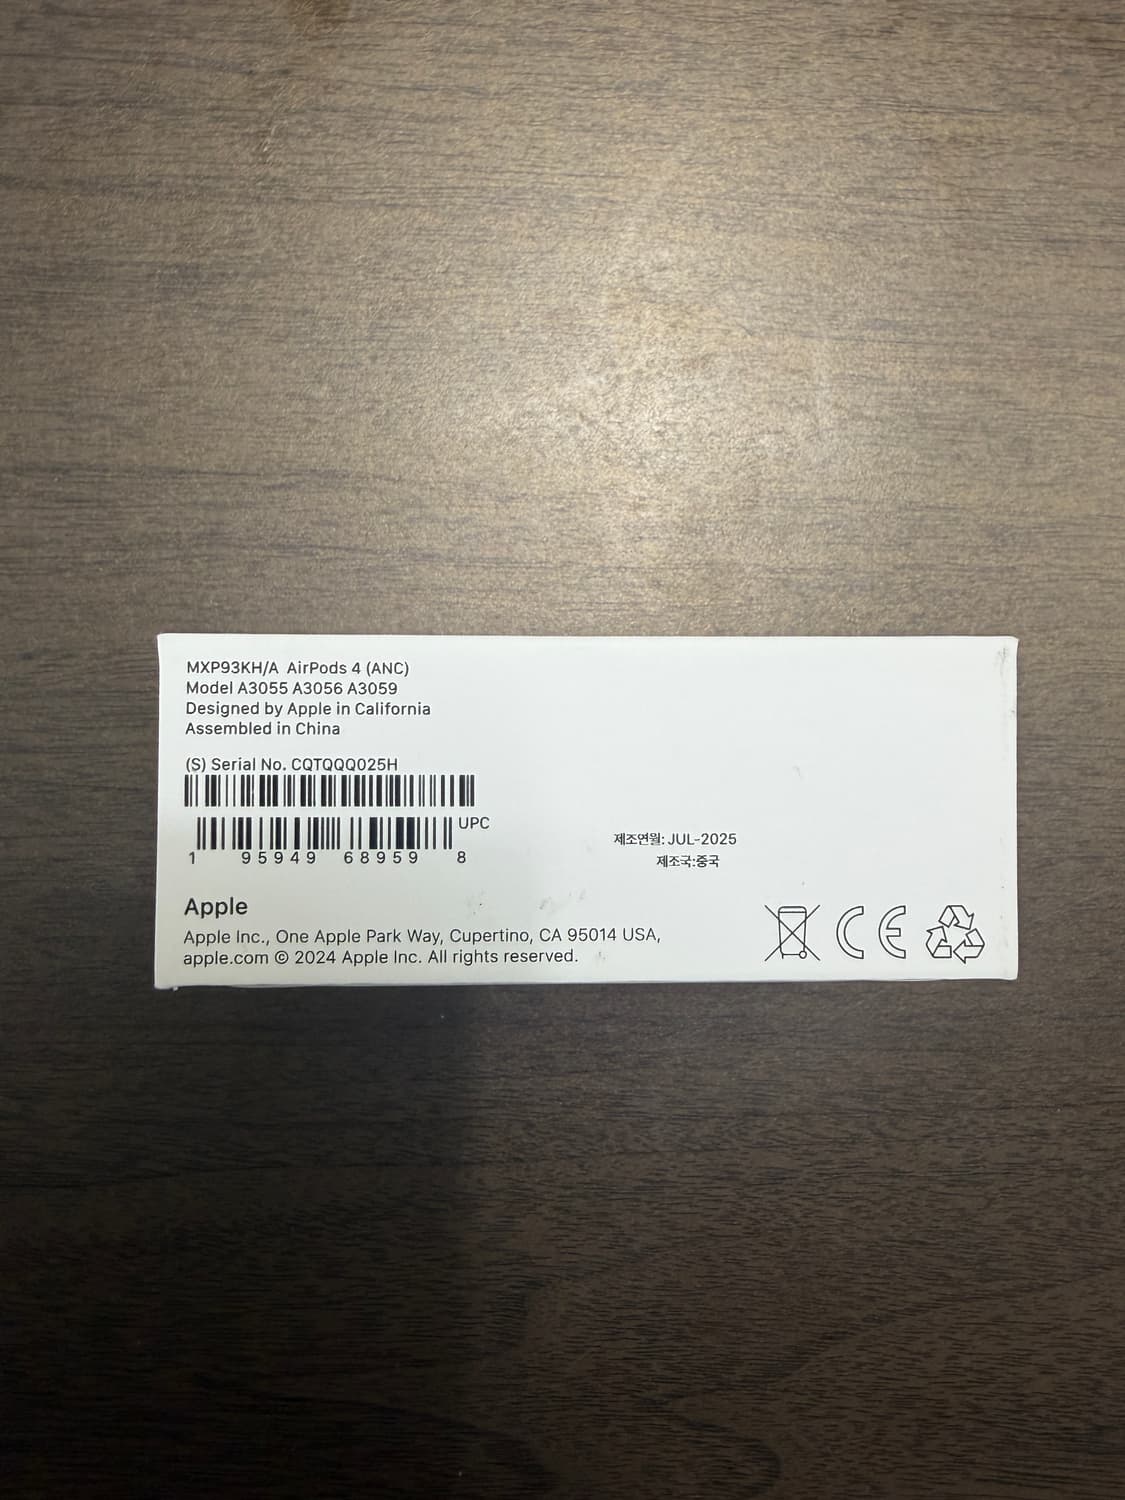 MXP93KH/A AirPods 4 (ANC)
Model A3055 A3056 A3059
Designed by Apple in California
Assembled in China
(S) Serial No. CQTQQQ025H
UPC
1 95949 68959 8
제조연월: JUL-2025
제조국:중국
Apple
Apple Inc., One Apple Park Way, Cupertino, CA 95014 USA,
apple.com © 2024 Apple Inc. All rights reserved.
CE